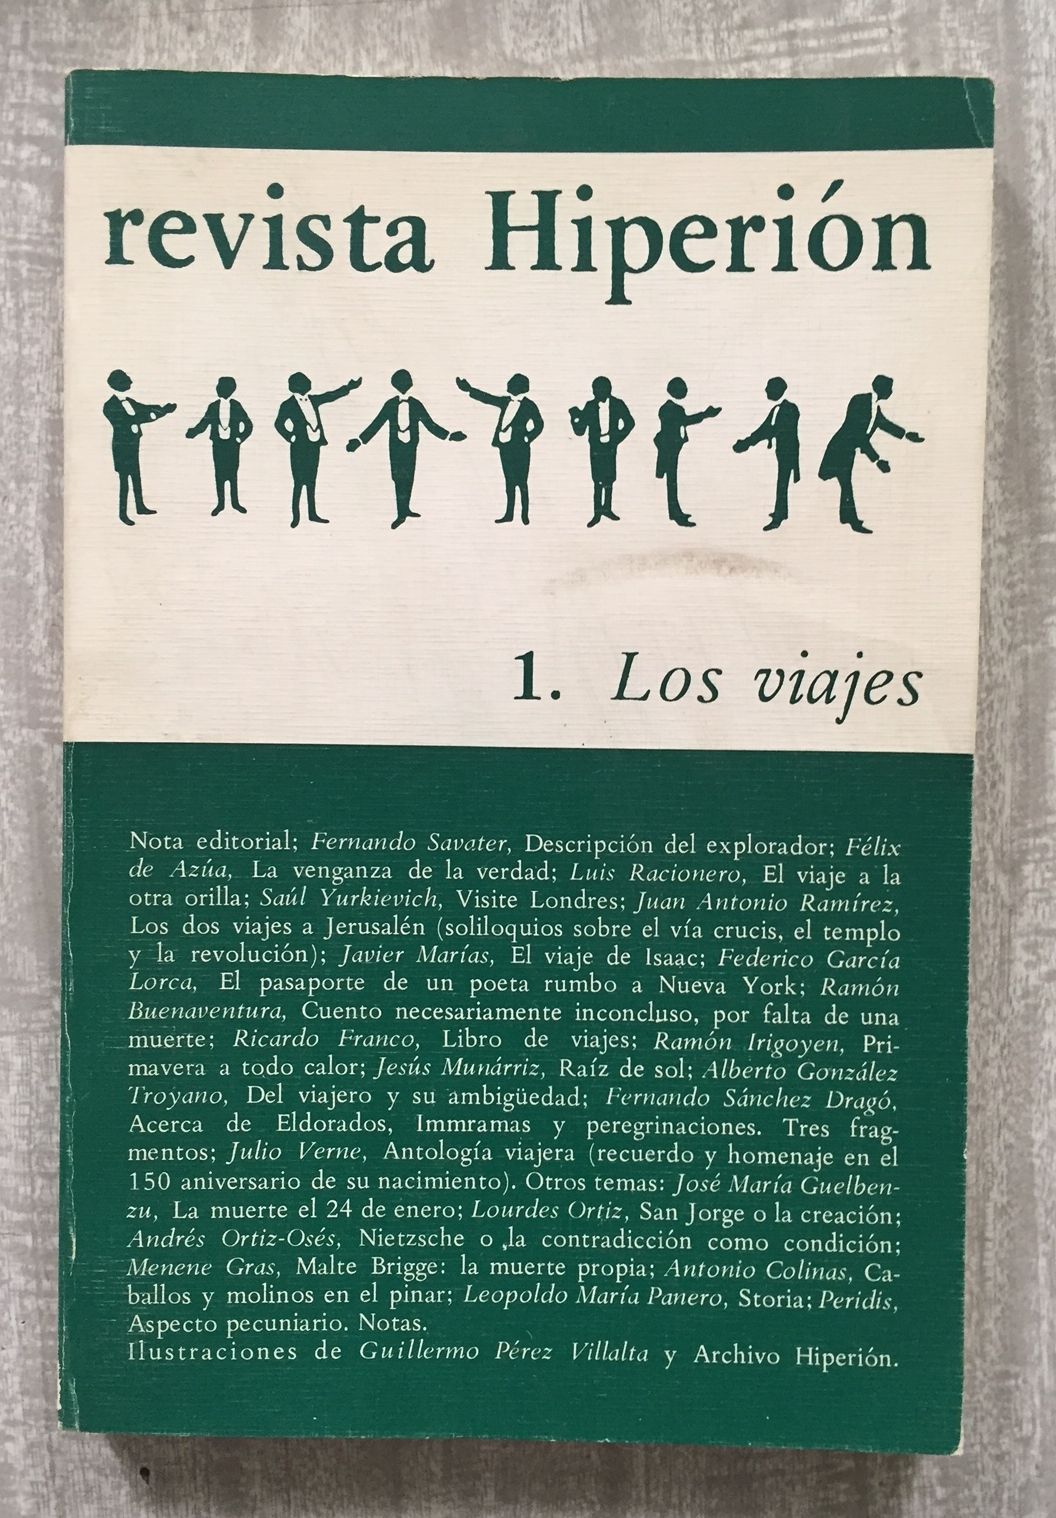 revista Hiperión
1. Los viajes
Nota editorial; Fernando Savater, Descripción del explorador; Félix
de Azúa, La venganza de la verdad; Luis Racionero, El viaje a la
otra orilla; Saúl Yurkievich, Visite Londres; Juan Antonio Ramírez,
Los dos viajes a Jerusalén (soliloquios sobre el vía crucis, el templo
y la revolución); Javier Marías, El viaje de Isaac; Federico García
Lorca, El pasaporte de un poeta rumbo a Nueva York; Ramón
Buenaventura, Cuento necesariamente inconcluso, por falta de una
muerte; Ricardo Franco, Libro de viajes; Ramón Irigoyen, Pri-
mavera a todo calor; Jesús Munárriz, Raíz de sol; Alberto González
Troyano, Del viajero y su ambigüedad; Fernando Sánchez Dragó,
Acerca de Eldorados, Immramas y peregrinaciones. Tres frag-
mentos; Julio Verne, Antología viajera (recuerdo y homenaje en el
150 aniversario de su nacimiento). Otros temas: José María Guelben-
zu, La muerte el 24 de enero; Lourdes Ortiz, San Jorge o la creación;
Andrés Ortiz-Osés, Nietzsche o la contradicción como condición;
Menene Gras, Malte Brigge: la muerte propia; Antonio Colinas, Ca-
ballos y molinos en el pinar; Leopoldo María Panero, Storia; Peridis,
Aspecto pecuniario. Notas.
Ilustraciones de Guillermo Pérez Villalta y Archivo Hiperión.